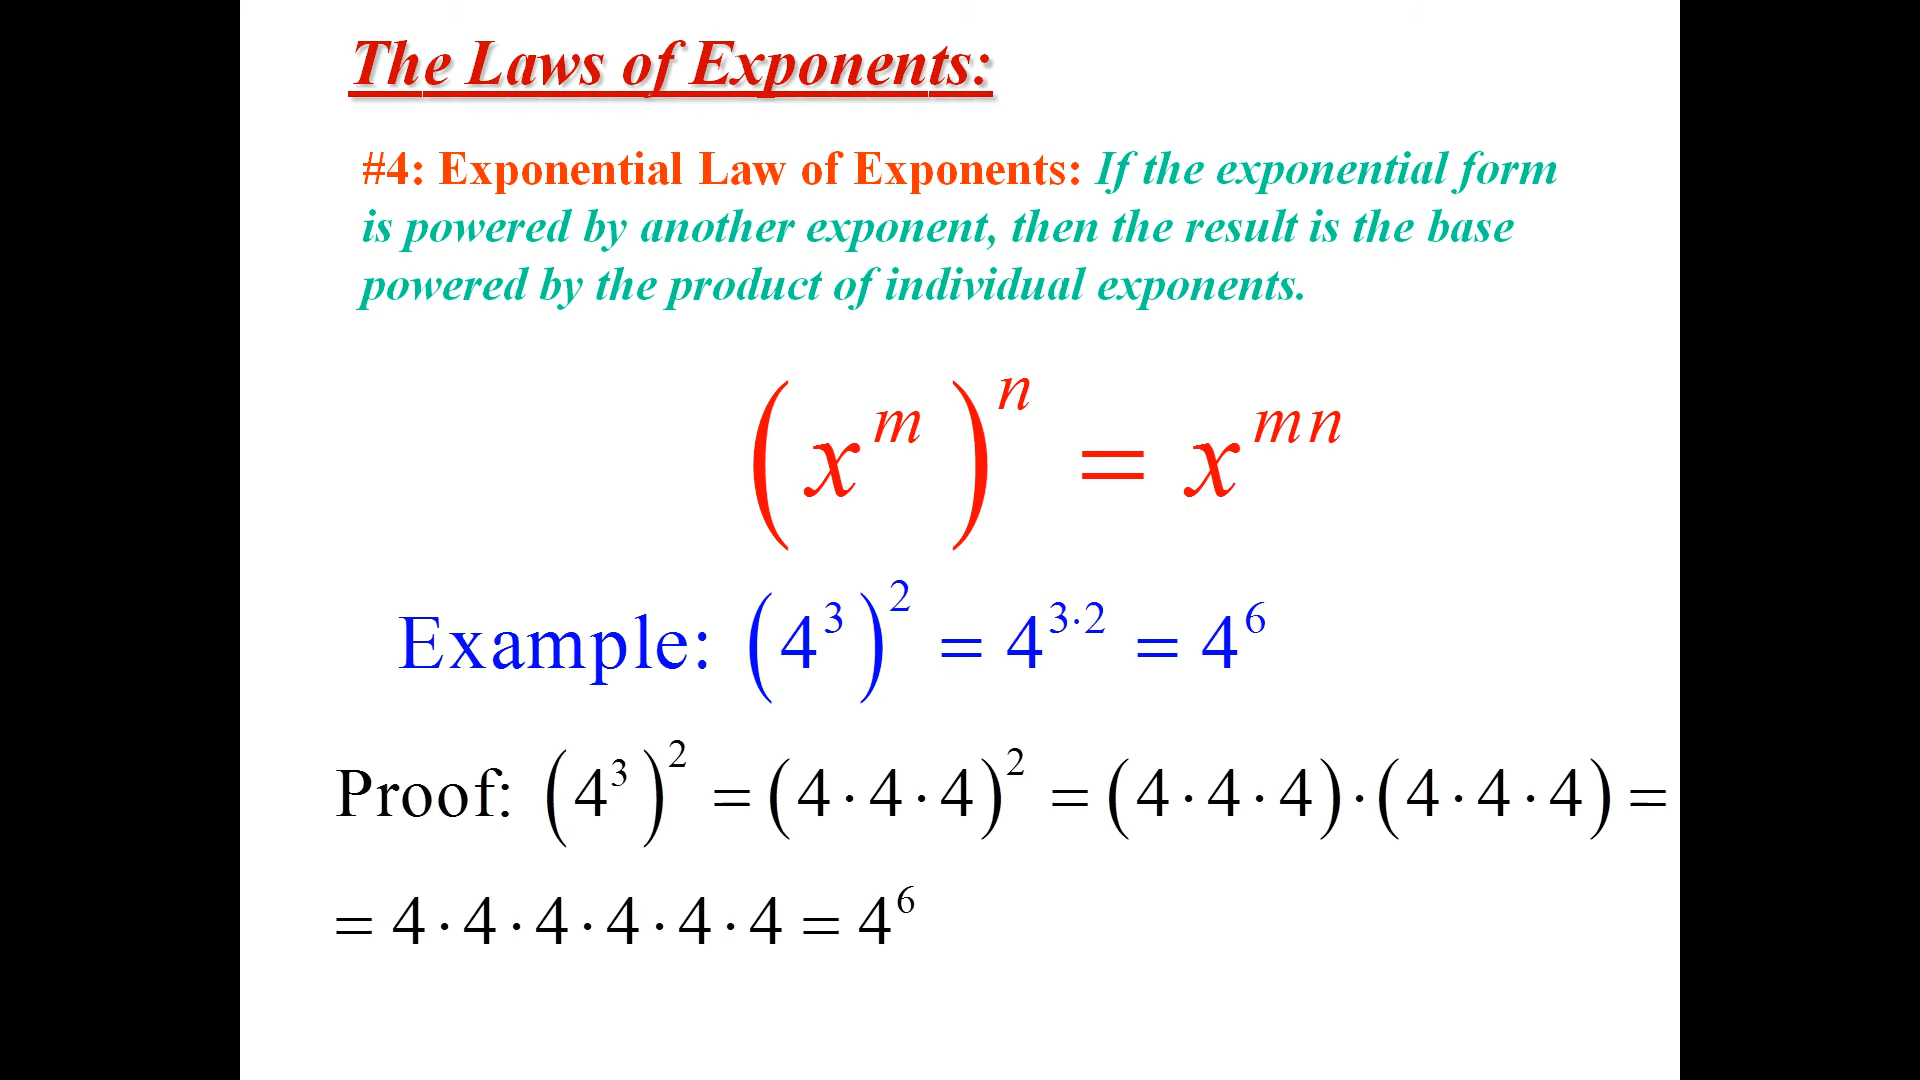 The Laws of Exponents:
#4: Exponential Law of Exponents: If the exponential form
is powered by another exponent, then the result is the base
powered by the product of individual exponents.
(x^m)^n = x^{mn}
Example: (4^3)^2 = 4^{3·2} = 4^6
Proof: (4^3)^2 = (4·4·4)^2 = (4·4·4)·(4·4·4) =
= 4·4·4·4·4·4 = 4^6